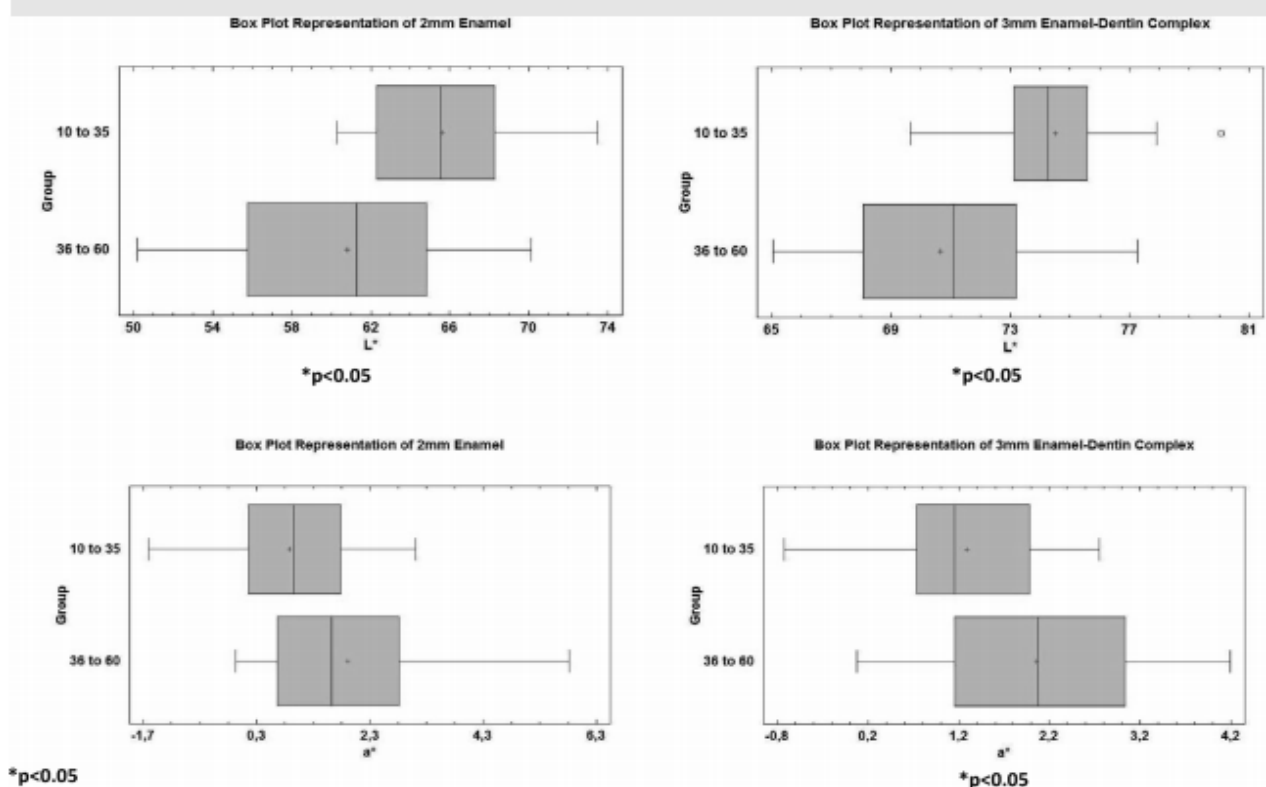 Box Plot Representation of 2mm Enamel
10 to 35
Group
36 to 60
50 54 58 62 66 70 74
L*
*p<0.05
Box Plot Representation of 3mm Enamel-Dentin Complex
10 to 35
Group
36 to 60
65 69 73 77 81
L*
*p<0.05
Box Plot Representation of 2mm Enamel
10 to 35
Group
36 to 60
-1,7 0,3 2,3 4,3 6,3
a*
*p<0.05
Box Plot Representation of 3mm Enamel-Dentin Complex
10 to 35
Group
36 to 60
-0,8 0,2 1,2 2,2 3,2 4,2
a*
*p<0.05